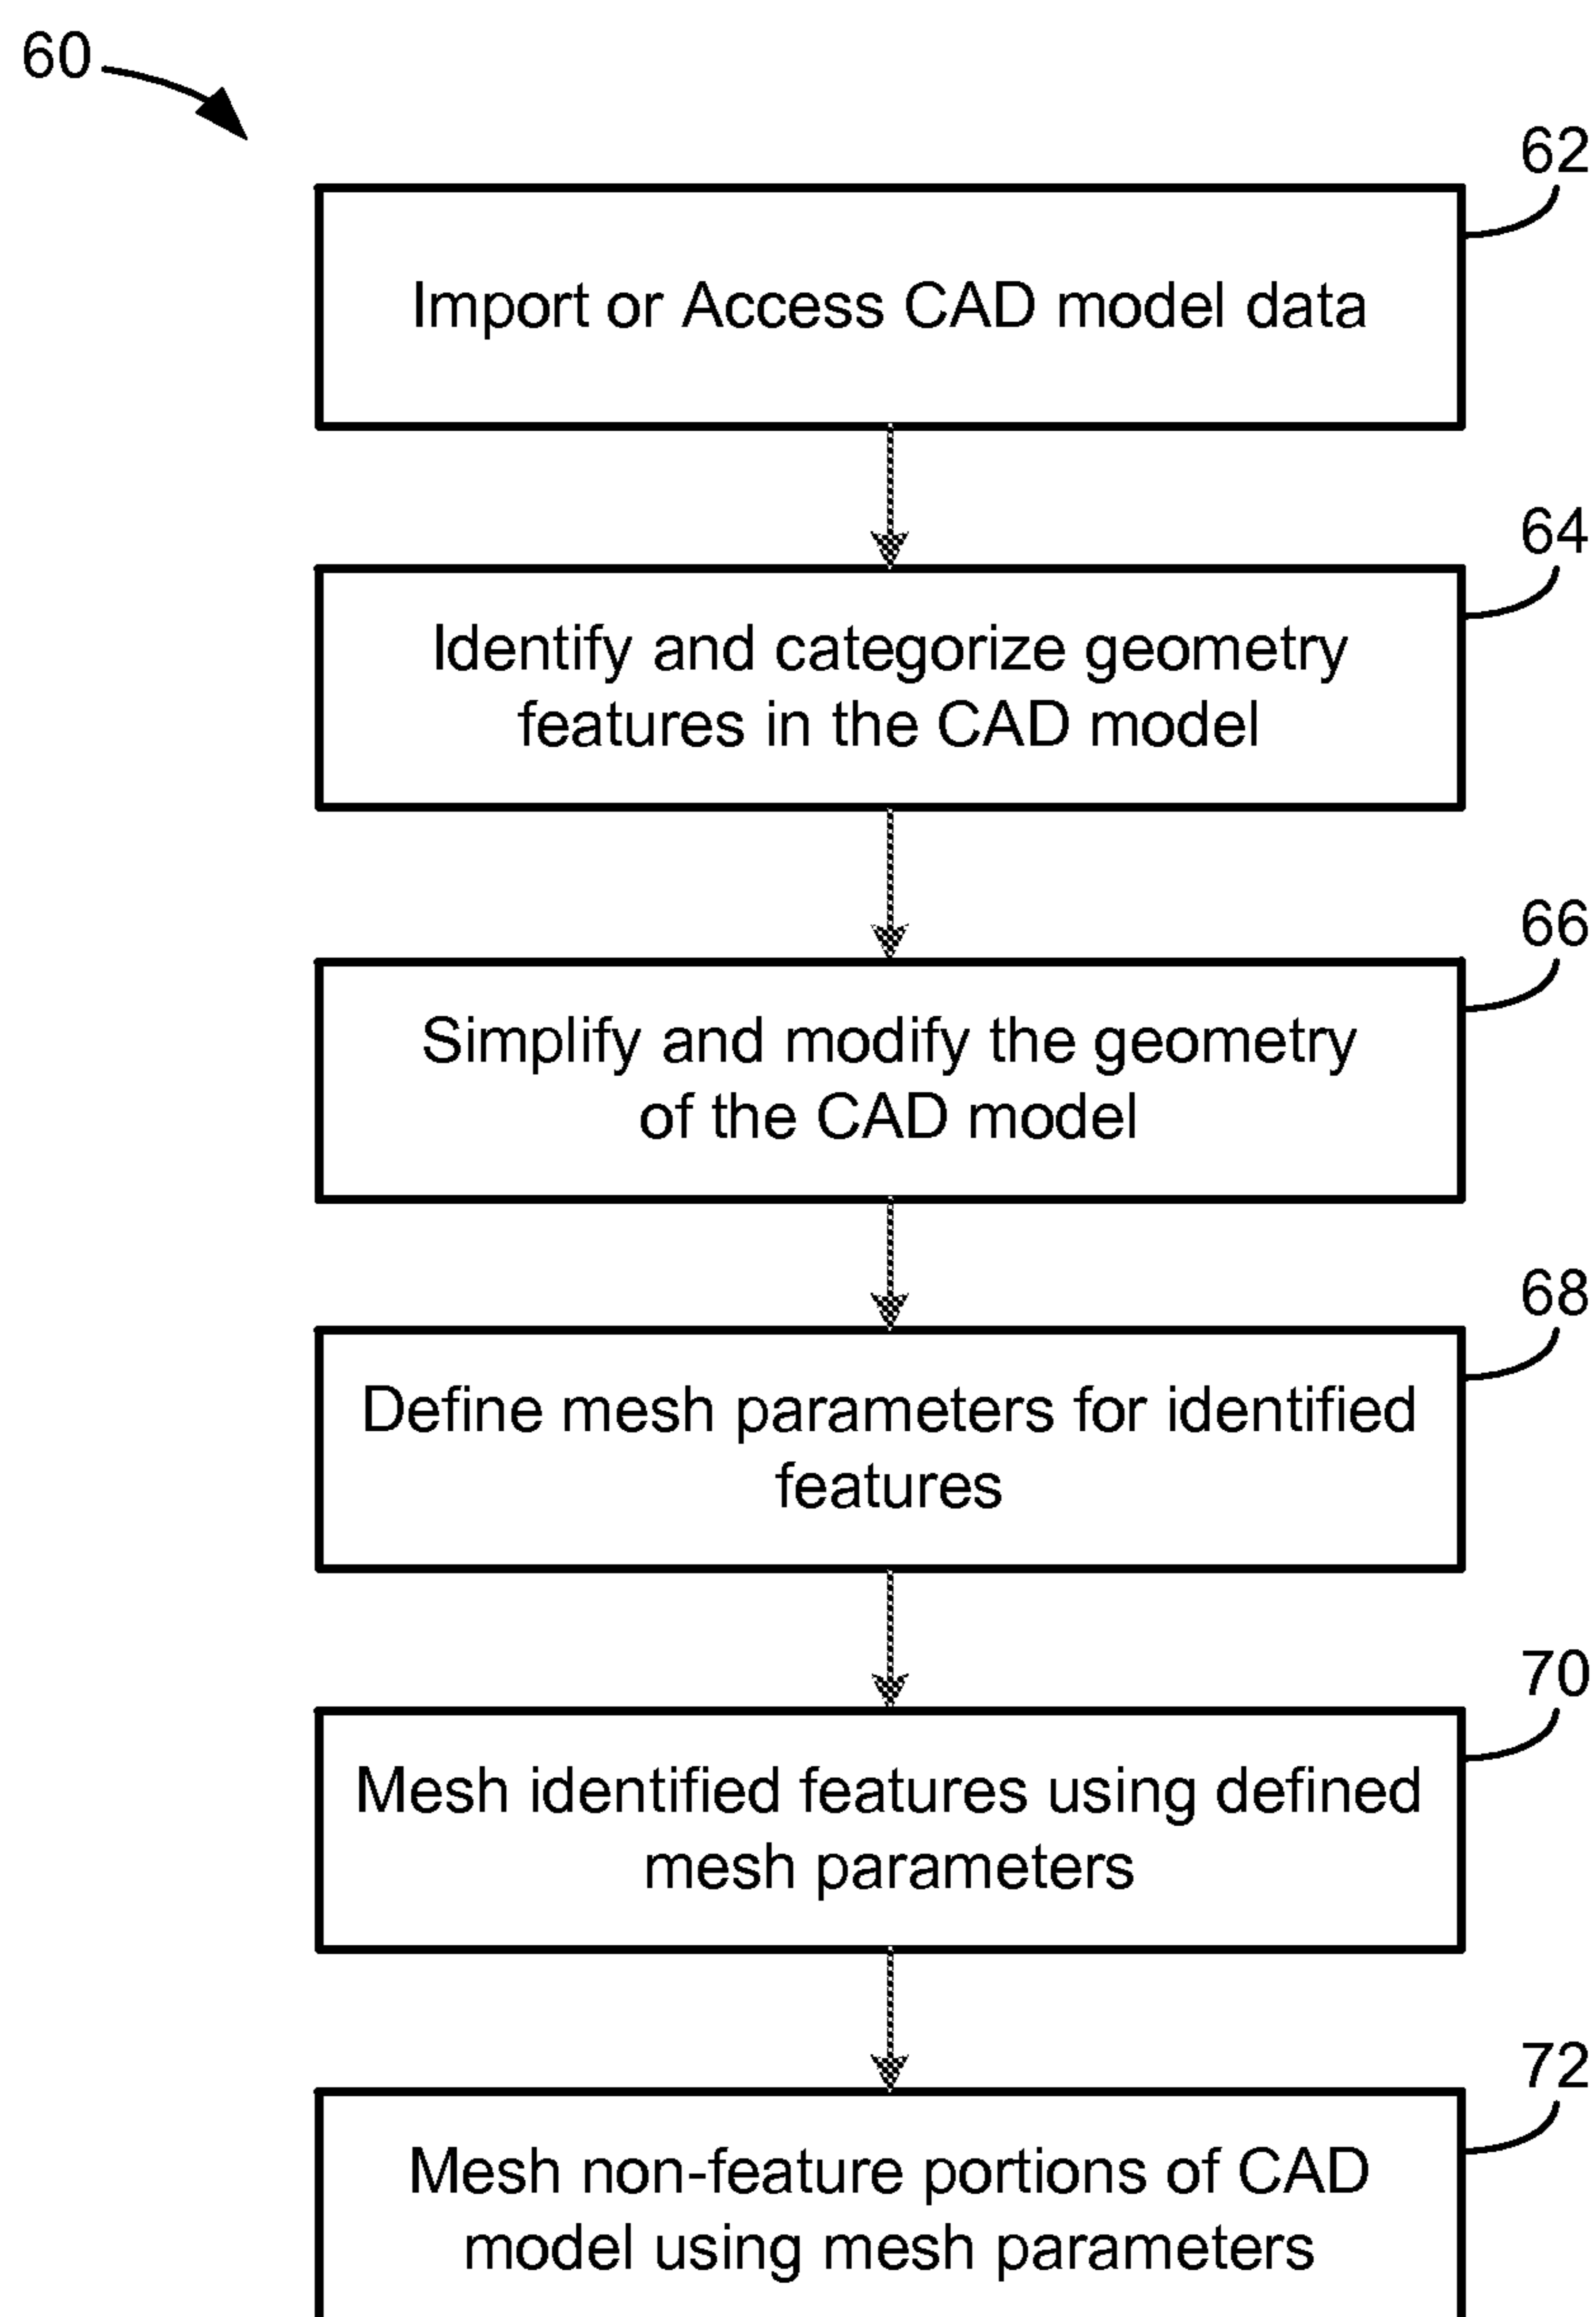 60
62
Import or Access CAD model data
64
Identify and categorize geometry
features in the CAD model
66
Simplify and modify the geometry
of the CAD model
68
Define mesh parameters for identified
features
70
Mesh identified features using defined
mesh parameters
72
Mesh non-feature portions of CAD
model using mesh parameters